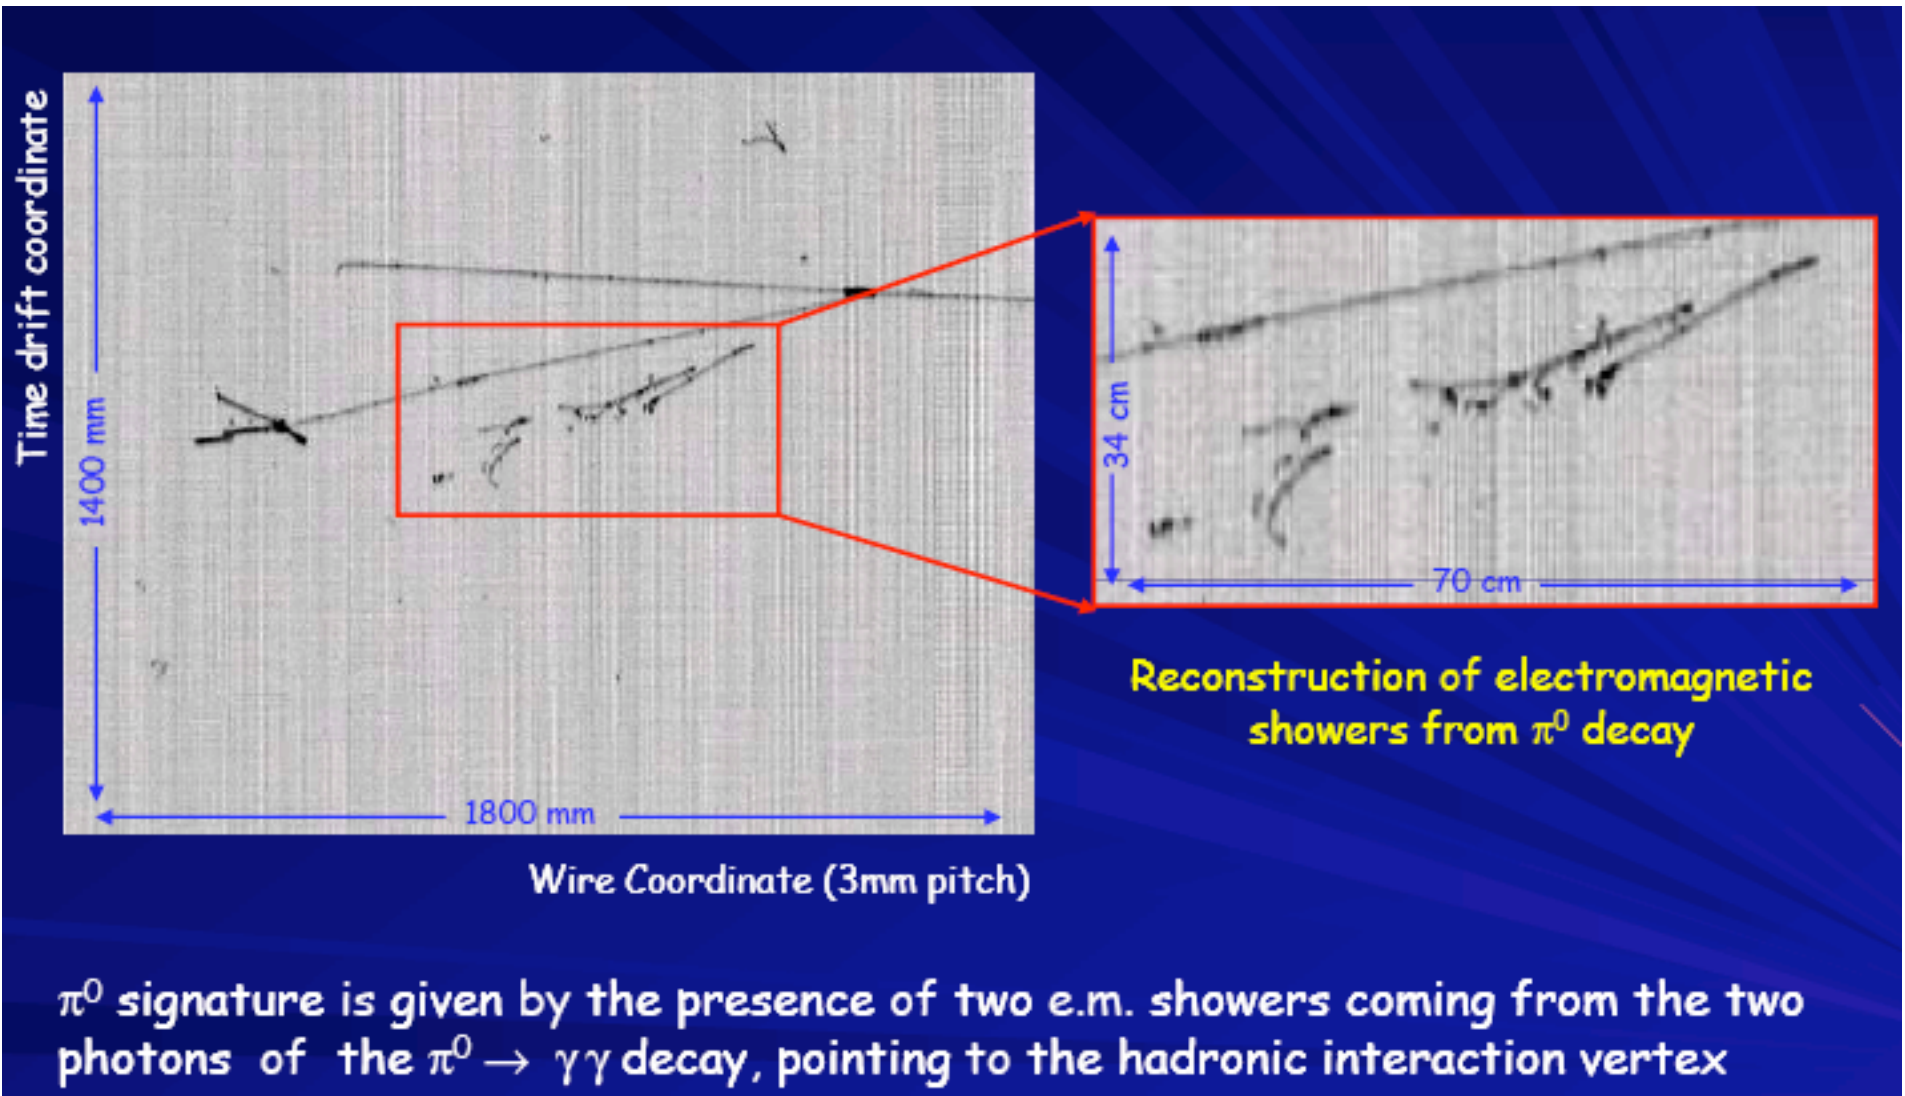 Time drift coordinate
1400 mm
1800 mm
Wire Coordinate (3mm pitch)
34 cm
70 cm
Reconstruction of electromagnetic
showers from π⁰ decay
π⁰ signature is given by the presence of two e.m. showers coming from the two
photons of the π⁰ → γγ decay, pointing to the hadronic interaction vertex